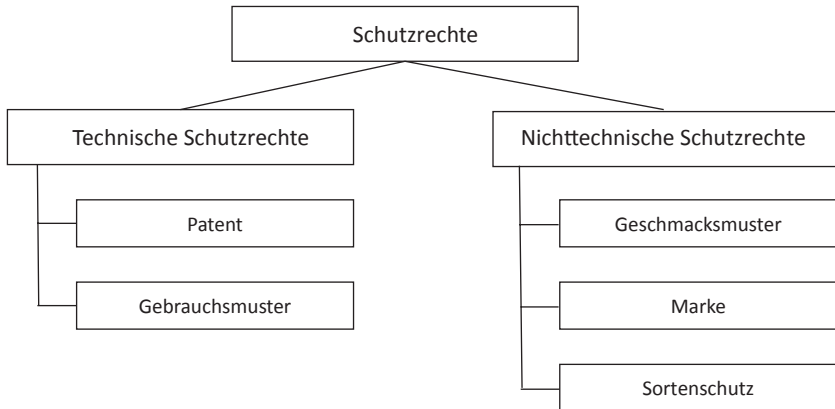 Schutzrechte
Technische Schutzrechte
Nichttechnische Schutzrechte
Patent
Geschmacksmuster
Gebrauchsmuster
Marke
Sortenschutz